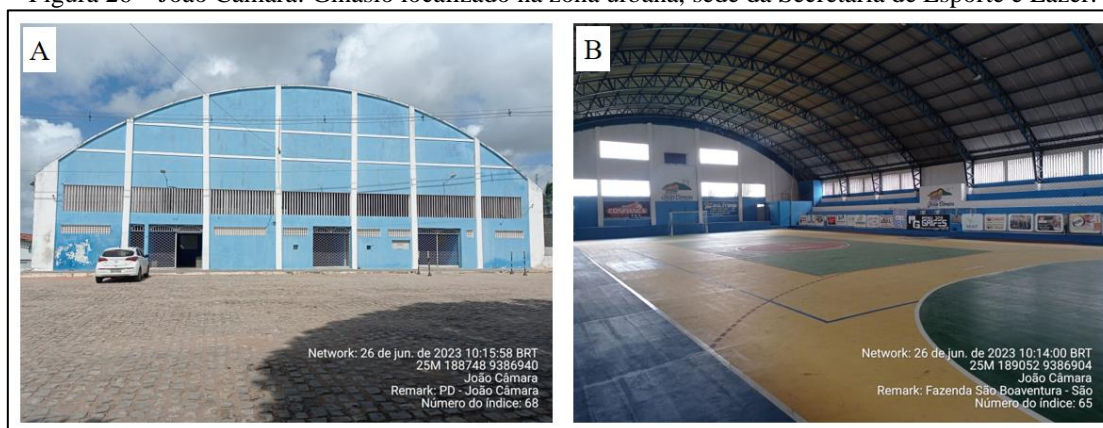 Figura 20 - João Câmara: Ginásio localizado na zona urbana, sede da Secretaria de Esporte e Lazer.
A
B
Network: 26 de jun. de 2023 10:15:58 BRT
25M 188748 9386940
João Câmara
Remark: PD - João Câmara
Número do índice: 68
CONFIANÇA
GRIFFS
Network: 26 de jun. de 2023 10:14:00 BRT
25M 189052 9386904
João Câmara
Remark: Fazenda São Boaventura - São
Número do índice: 65